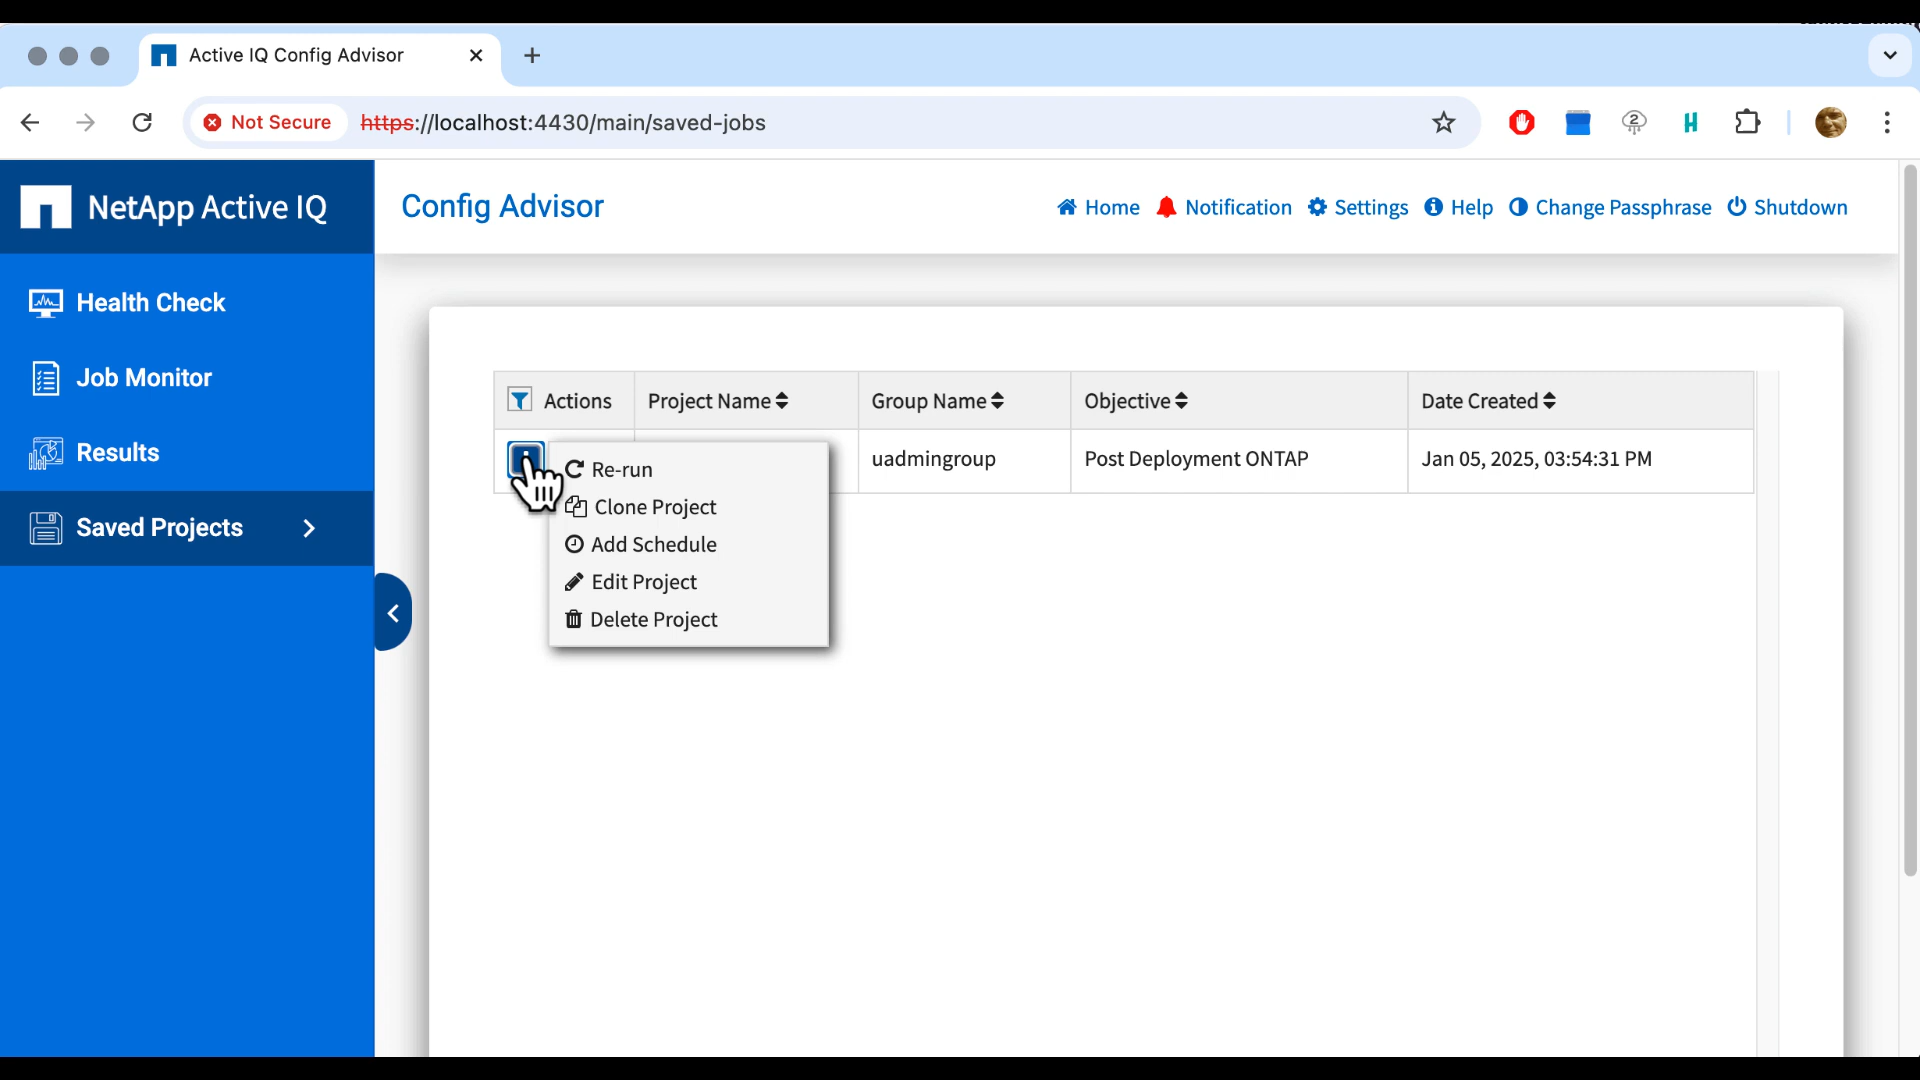 Active IQ Config Advisor
Not Secure https://localhost:4430/main/saved-jobs
2
NetApp Active IQ
Config Advisor
Home Notification Settings Help Change Passphrase Shutdown
Health Check
Job Monitor
Results
Saved Projects
Actions Project Name Group Name Objective Date Created
uadmingroup Post Deployment ONTAP Jan 05, 2025, 03:54:31 PM
Re-run
Clone Project
Add Schedule
Edit Project
Delete Project